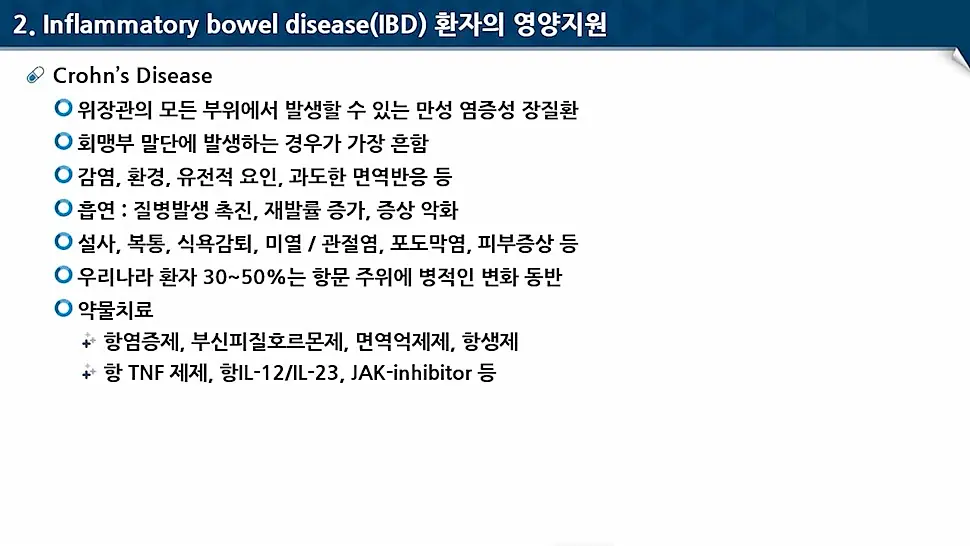 2. Inflammatory bowel disease(IBD) 환자의 영양지원
Crohn's Disease
위장관의 모든 부위에서 발생할 수 있는 만성 염증성 장질환
회맹부 말단에 발생하는 경우가 가장 흔함
감염, 환경, 유전적 요인, 과도한 면역반응 등
흡연 : 질병발생 촉진, 재발률 증가, 증상 악화
설사, 복통, 식욕감퇴, 미열 / 관절염, 포도막염, 피부증상 등
우리나라 환자 30~50%는 항문 주위에 병적인 변화 동반
약물치료
항염증제, 부신피질호르몬제, 면역억제제, 항생제
항 TNF 제제, 항IL-12/IL-23, JAK-inhibitor 등